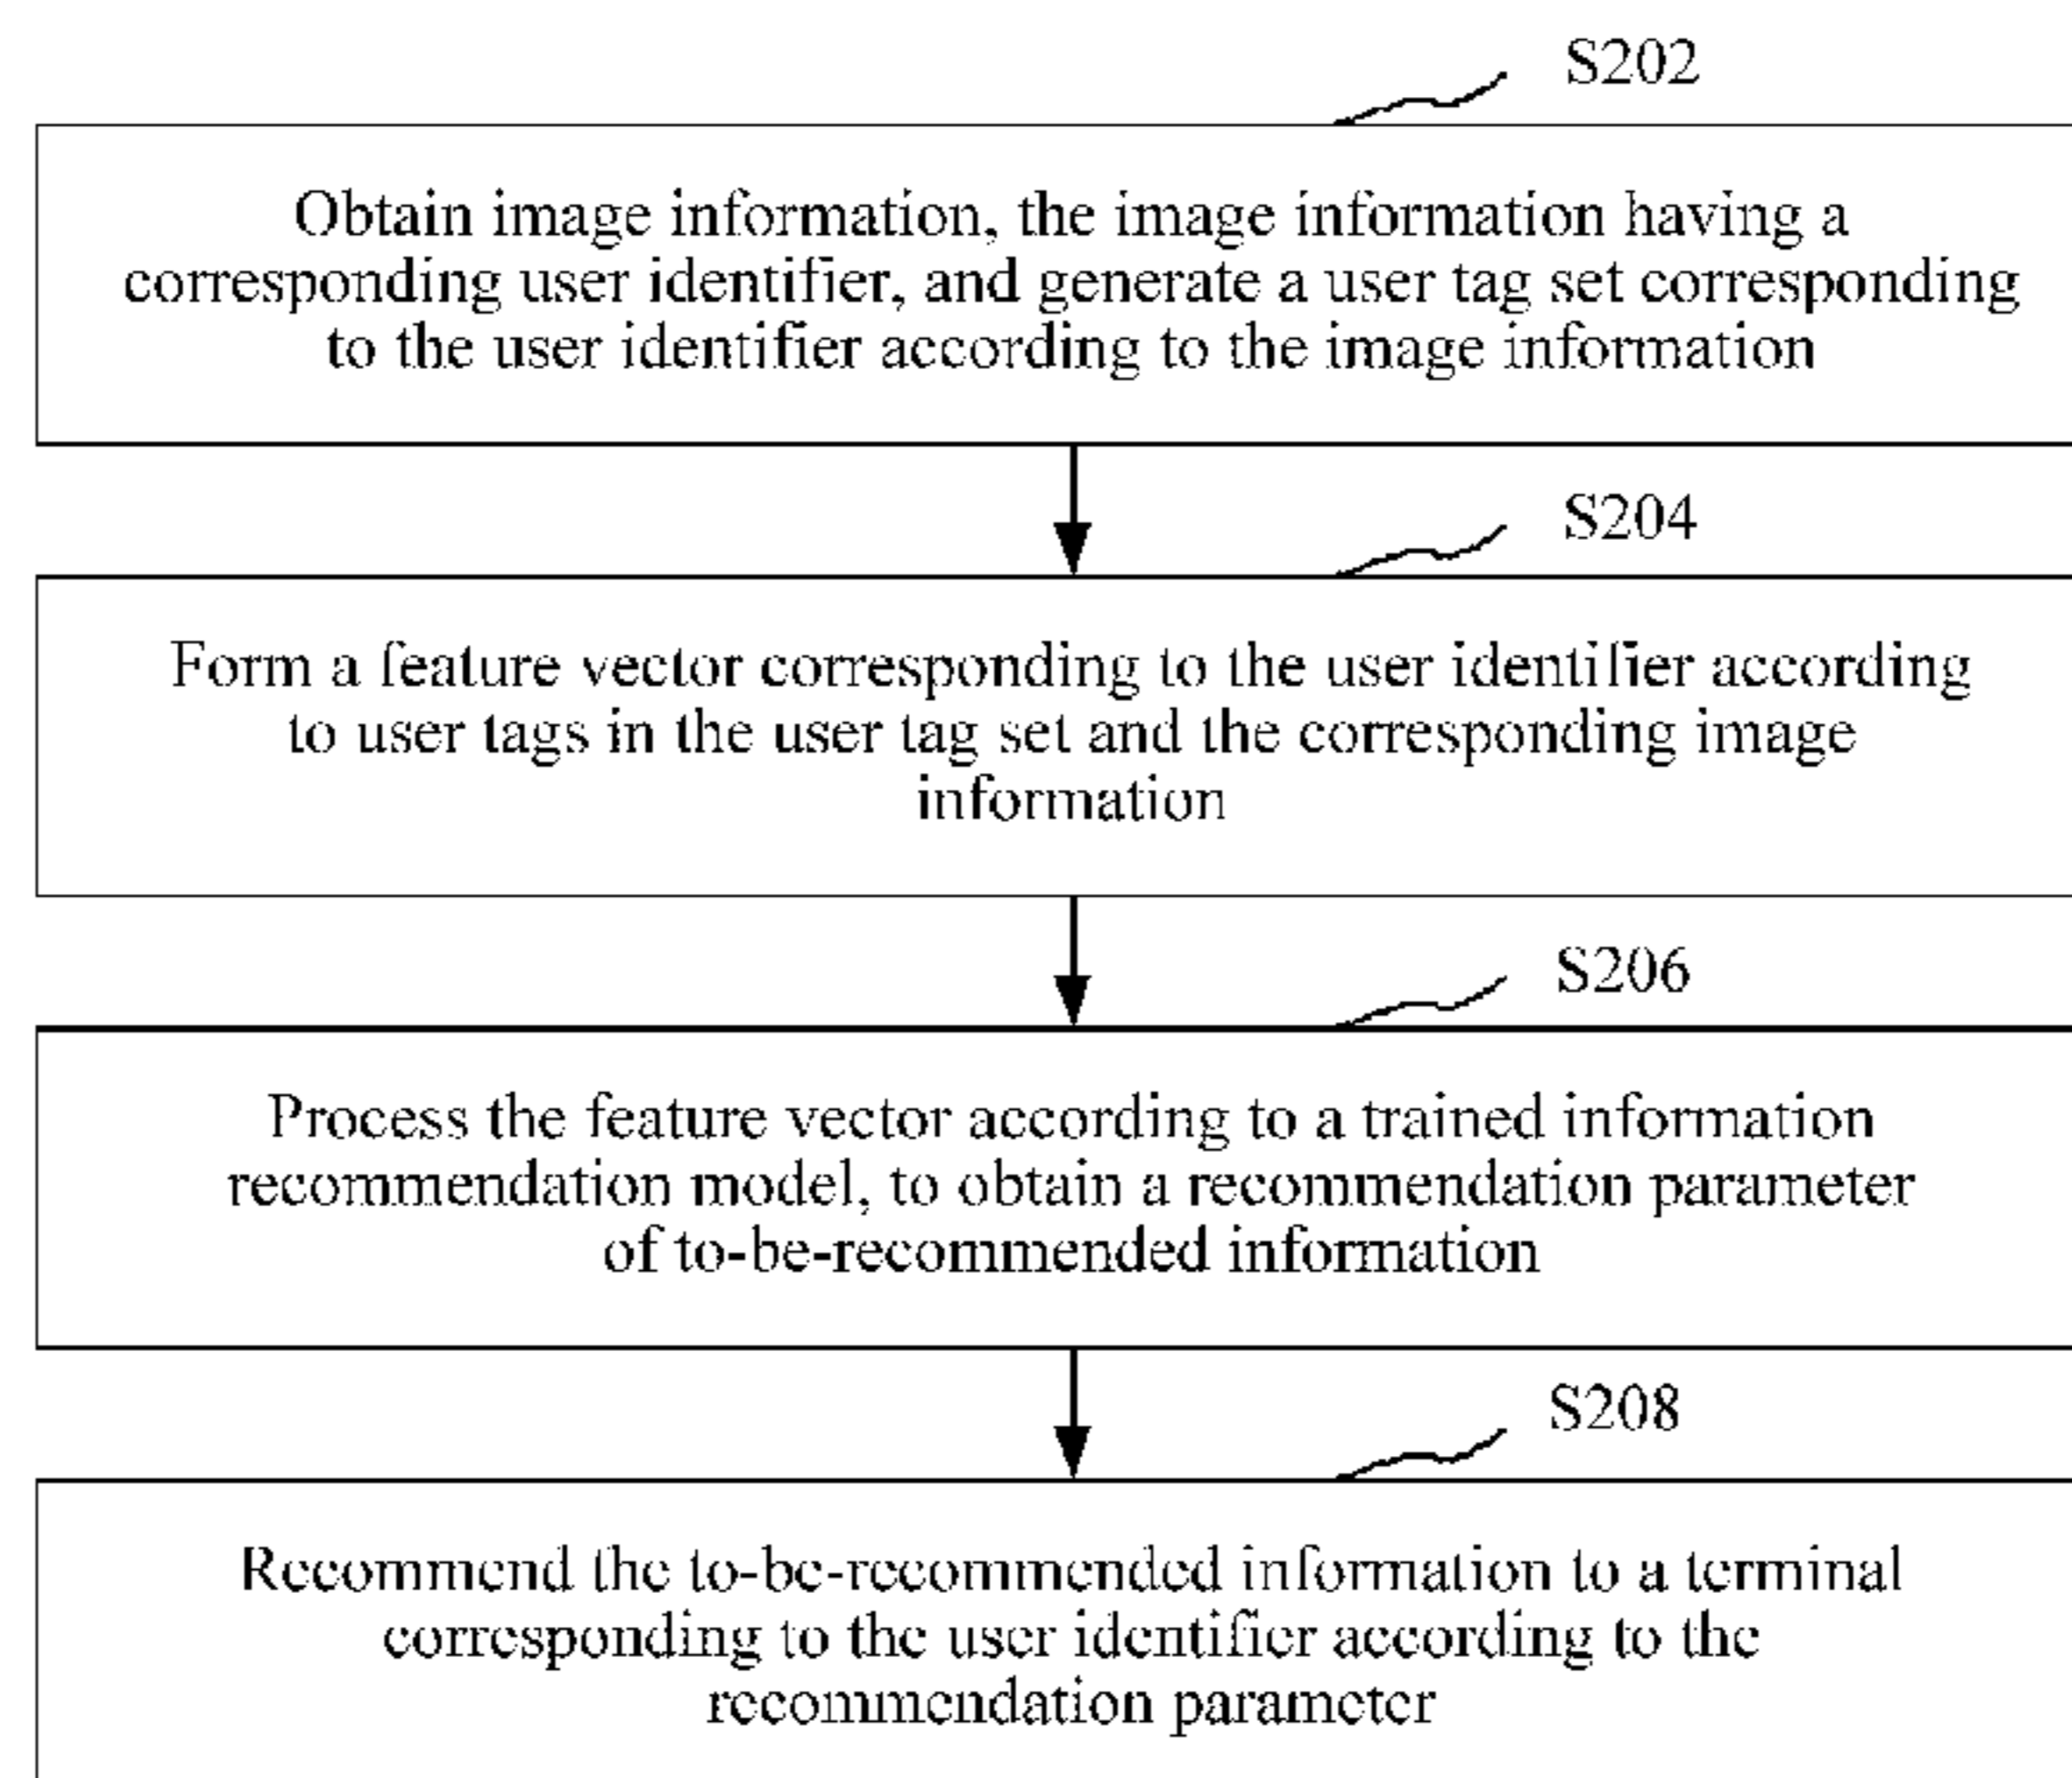 S202
Obtain image information, the image information having a
corresponding user identifier, and generate a user tag set corresponding
to the user identifier according to the image information
S204
Form a feature vector corresponding to the user identifier according
to user tags in the user tag set and the corresponding image
information
S206
Process the feature vector according to a trained information
recommendation model, to obtain a recommendation parameter
of to-be-recommended information
S208
Recommend the to-be-recommended information to a terminal
corresponding to the user identifier according to the
recommendation parameter